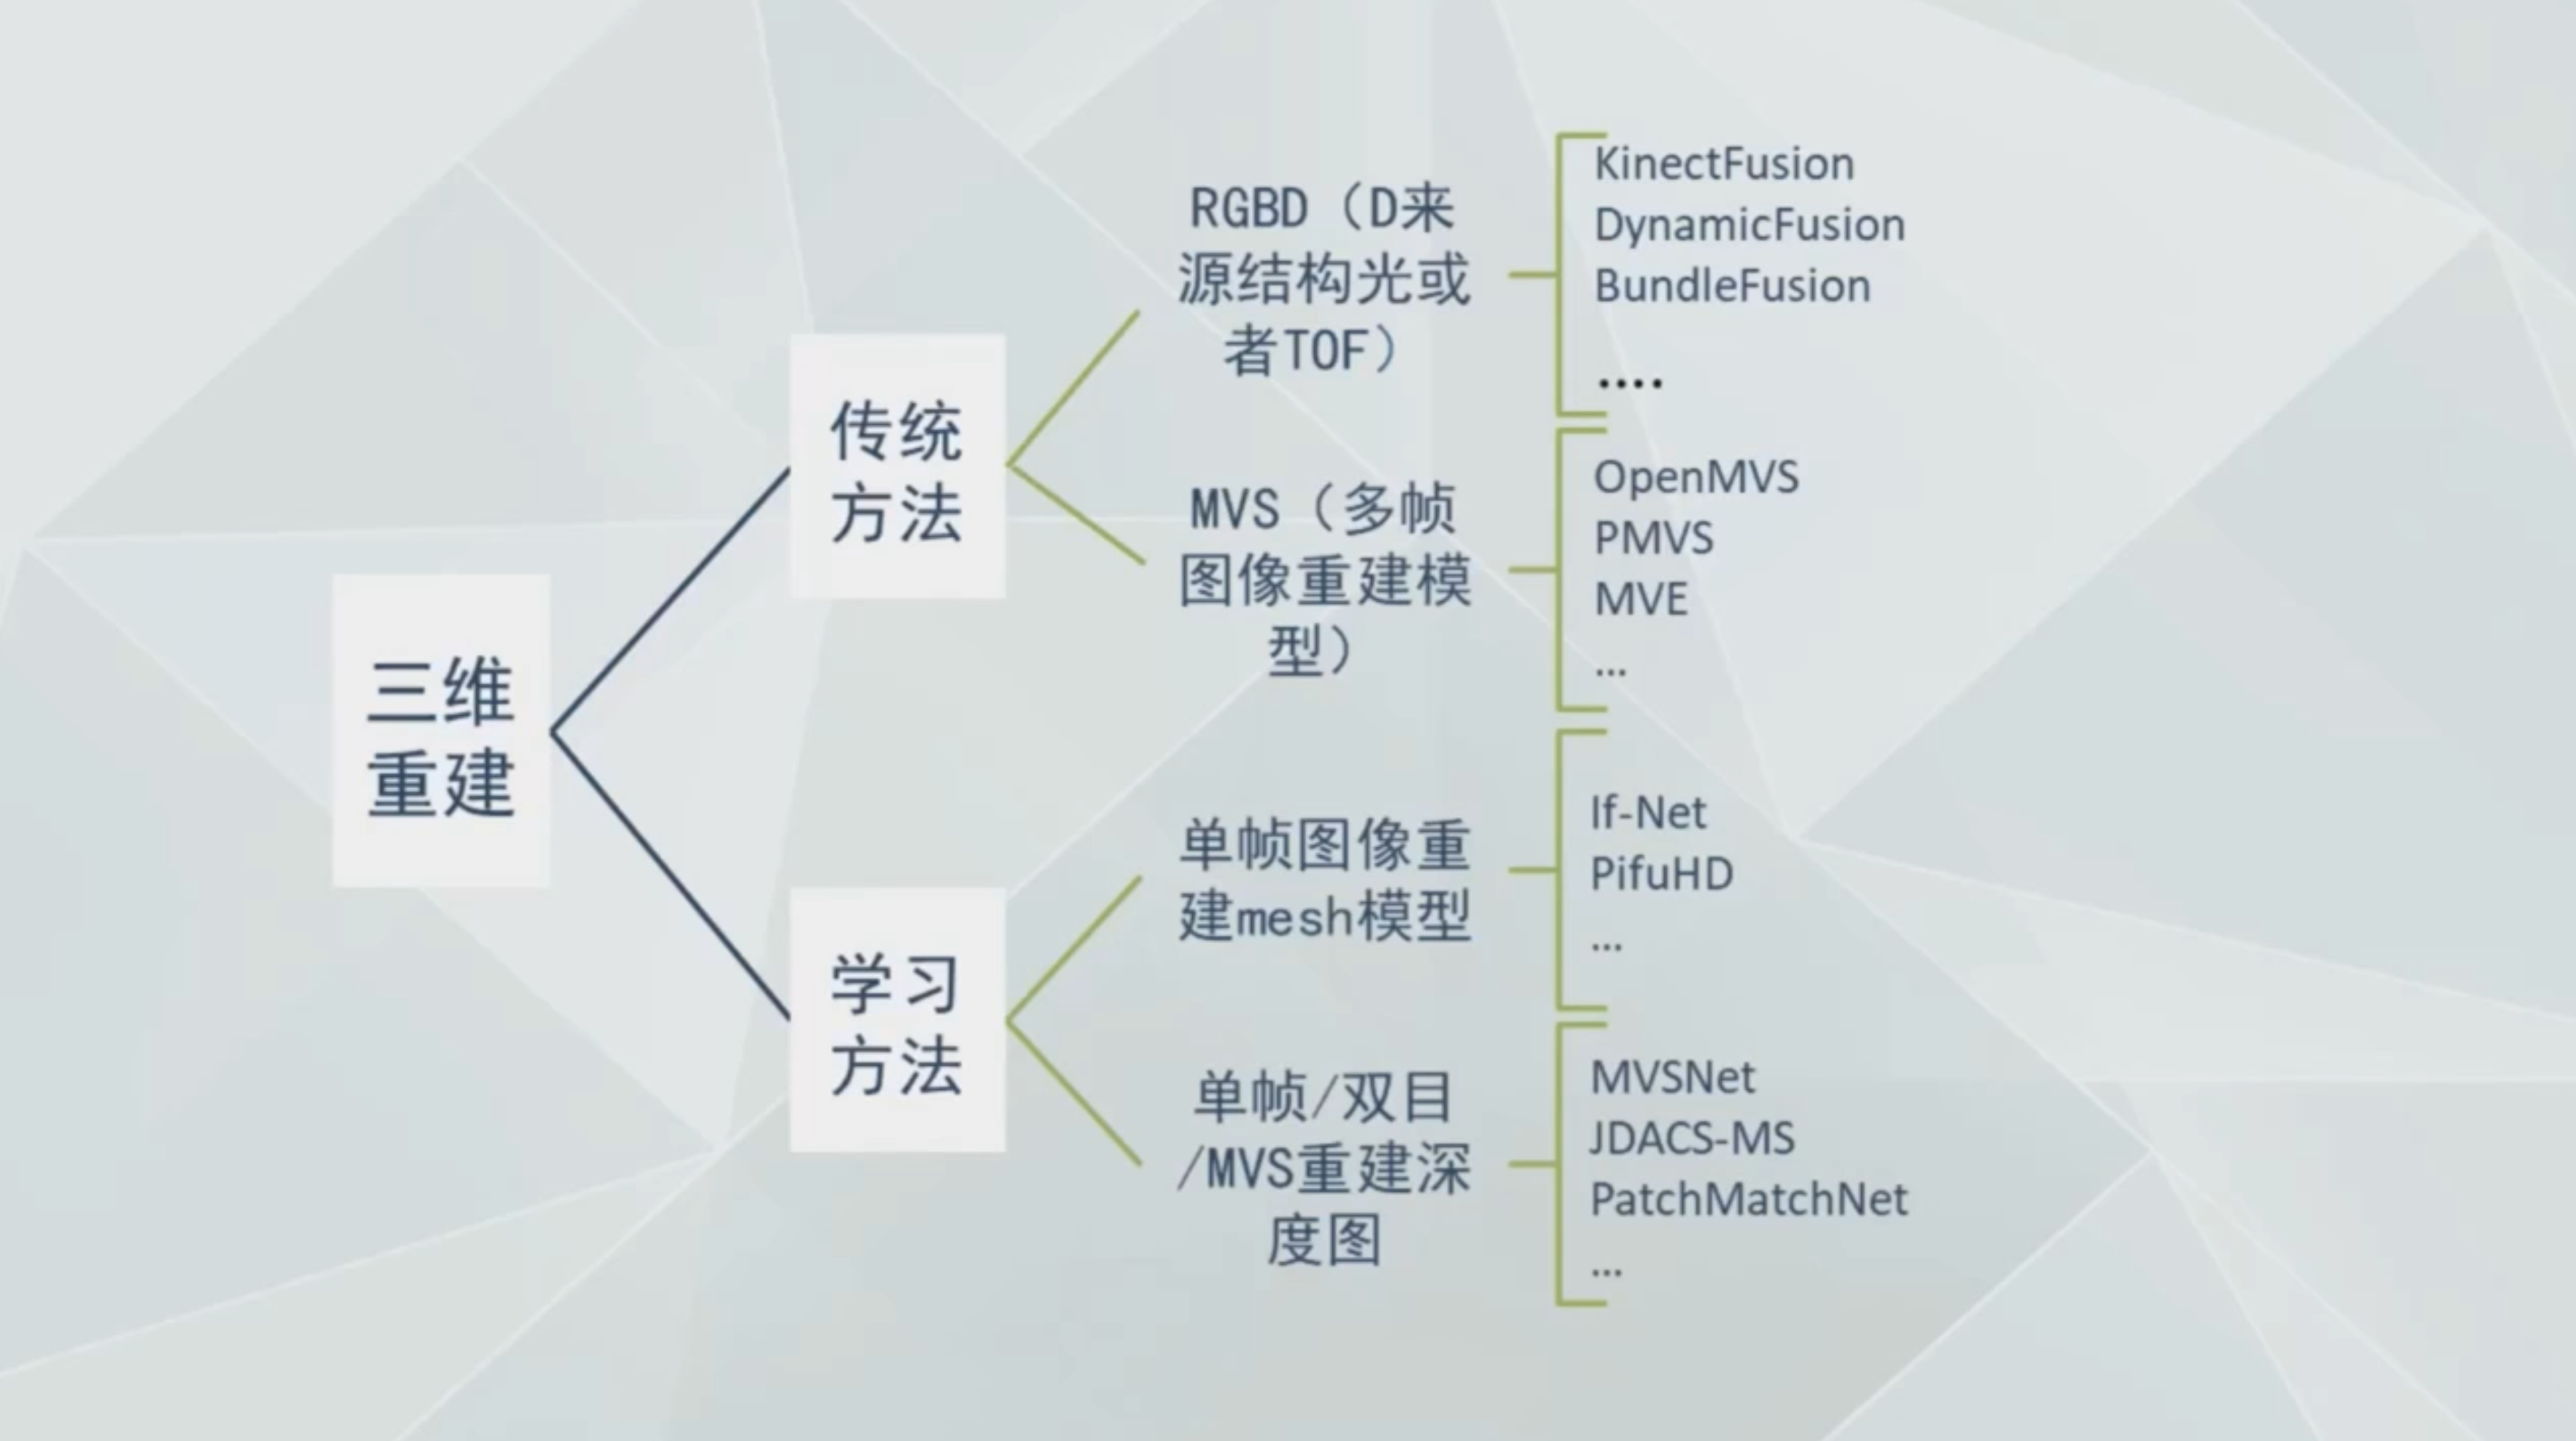 三维
重建
传统
方法
RGBD（D来
源结构光或
者TOF）
KinectFusion
DynamicFusion
BundleFusion
....
MVS（多帧
图像重建模
型）
OpenMVS
PMVS
MVE
...
学习
方法
单帧图像重
建mesh模型
If-Net
PifuHD
...
单帧/双目
/MVS重建深
度图
MVSNet
JDACS-MS
PatchMatchNet
...